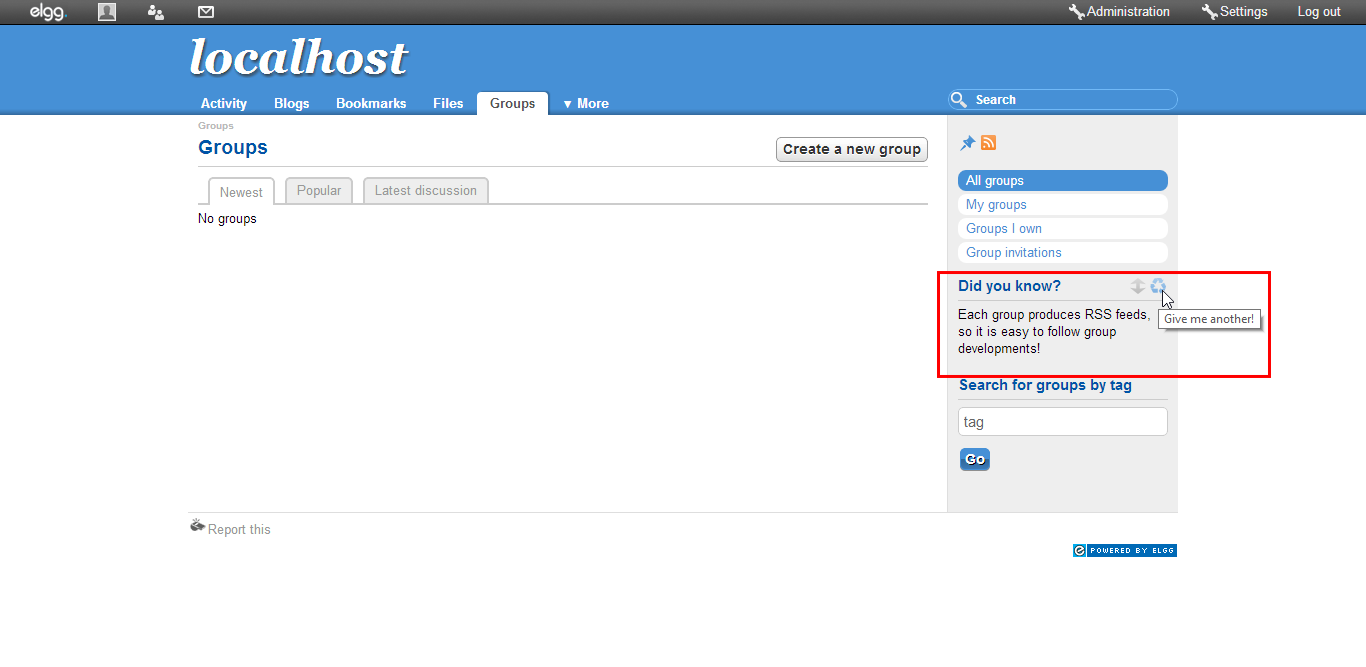 elgg.
Administration
Settings
Log out
localhost
Activity
Blogs
Bookmarks
Files
Groups
▼ More
Search
Groups
Groups
Create a new group
Newest
Popular
Latest discussion
No groups
All groups
My groups
Groups I own
Group invitations
Did you know?
Give me another!
Each group produces RSS feeds,
so it is easy to follow group
developments!
Search for groups by tag
tag
Go
Report this
POWERED BY ELGG